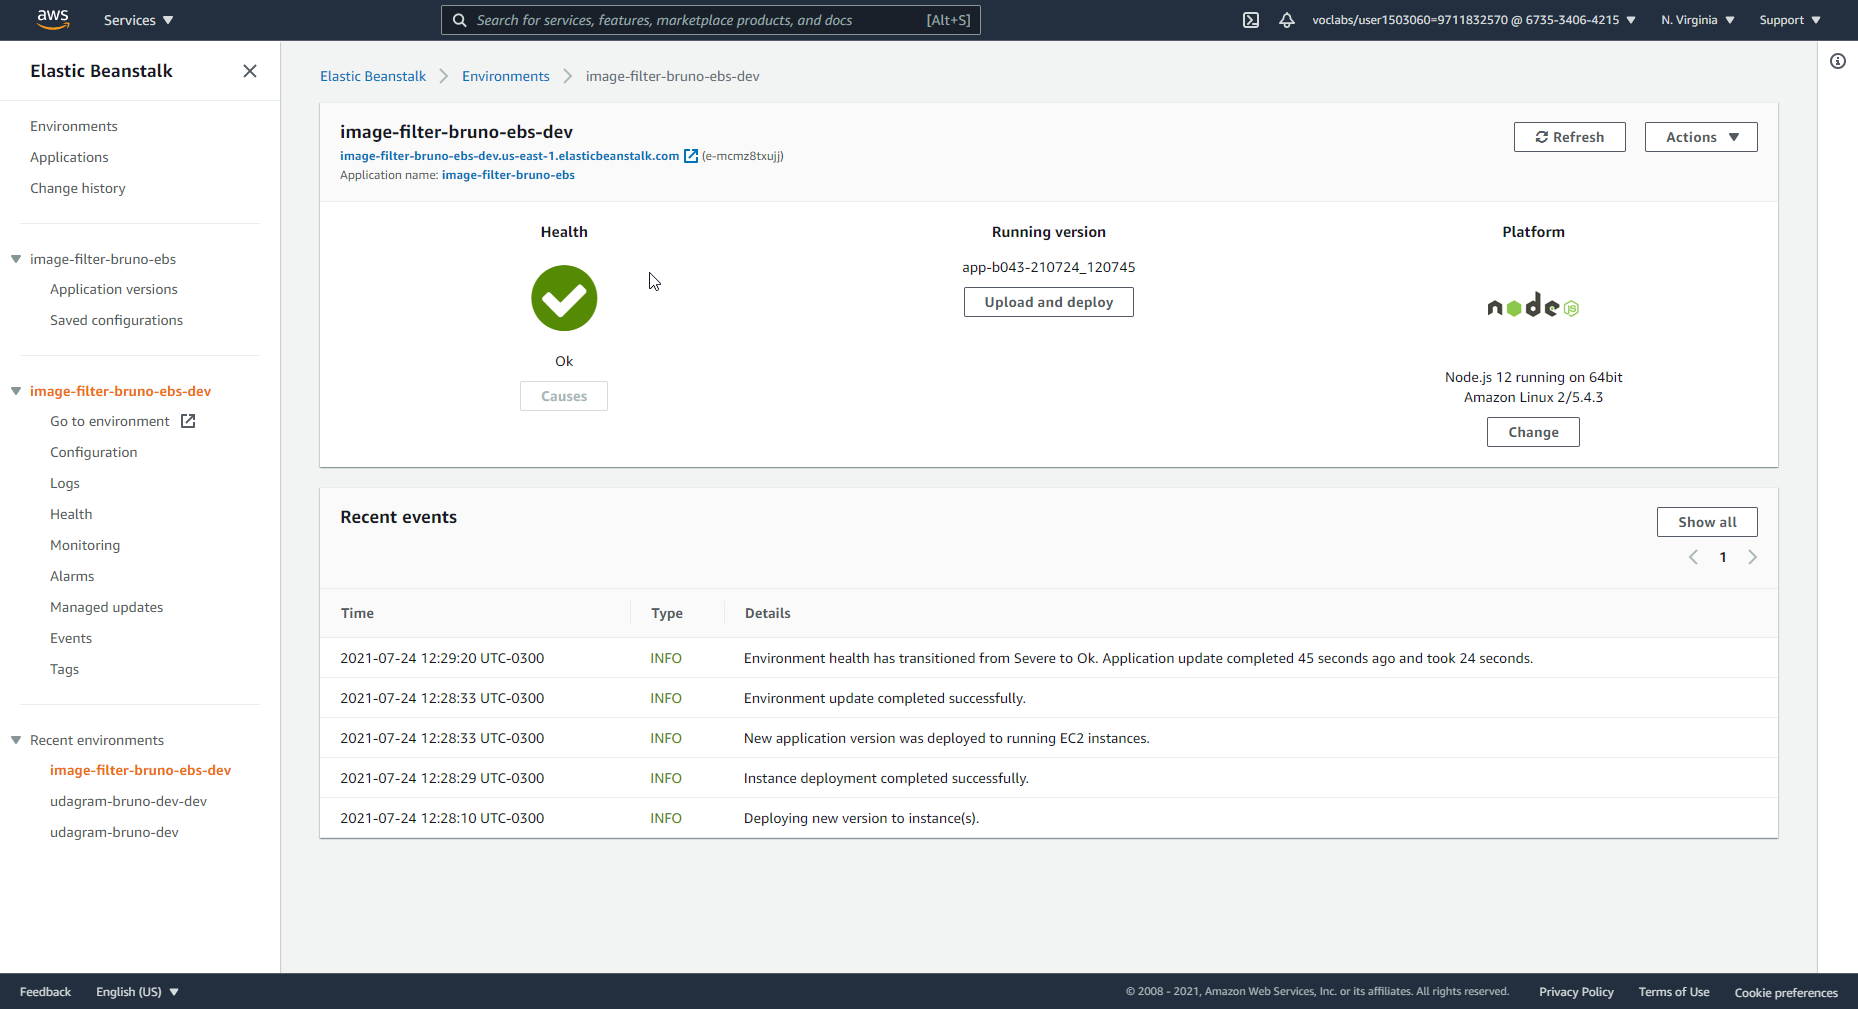 aws
Services
Search for services, features, marketplace products, and docs [Alt+S]
voclabs/user1503060=9711832570 @ 6735-3406-4215
N. Virginia
Support
Elastic Beanstalk
Environments
Applications
Change history
image-filter-bruno-ebs
Application versions
Saved configurations
image-filter-bruno-ebs-dev
Go to environment
Configuration
Logs
Health
Monitoring
Alarms
Managed updates
Events
Tags
Recent environments
image-filter-bruno-ebs-dev
udagram-bruno-dev-dev
udagram-bruno-dev
Elastic Beanstalk
Environments
image-filter-bruno-ebs-dev
image-filter-bruno-ebs-dev
image-filter-bruno-ebs-dev.us-east-1.elasticbeanstalk.com (e-mcmz8txujj)
Application name: image-filter-bruno-ebs
Refresh
Actions
Health
Ok
Causes
Running version
app-b043-210724_120745
Upload and deploy
Platform
node JS
Node.js 12 running on 64bit
Amazon Linux 2/5.4.3
Change
Recent events
Show all
1
Time Type Details
2021-07-24 12:29:20 UTC-0300 INFO Environment health has transitioned from Severe to Ok. Application update completed 45 seconds ago and took 24 seconds.
2021-07-24 12:28:33 UTC-0300 INFO Environment update completed successfully.
2021-07-24 12:28:33 UTC-0300 INFO New application version was deployed to running EC2 instances.
2021-07-24 12:28:29 UTC-0300 INFO Instance deployment completed successfully.
2021-07-24 12:28:10 UTC-0300 INFO Deploying new version to instance(s).
Feedback
English (US)
© 2008 - 2021, Amazon Web Services, Inc. or its affiliates. All rights reserved.
Privacy Policy
Terms of Use
Cookie preferences